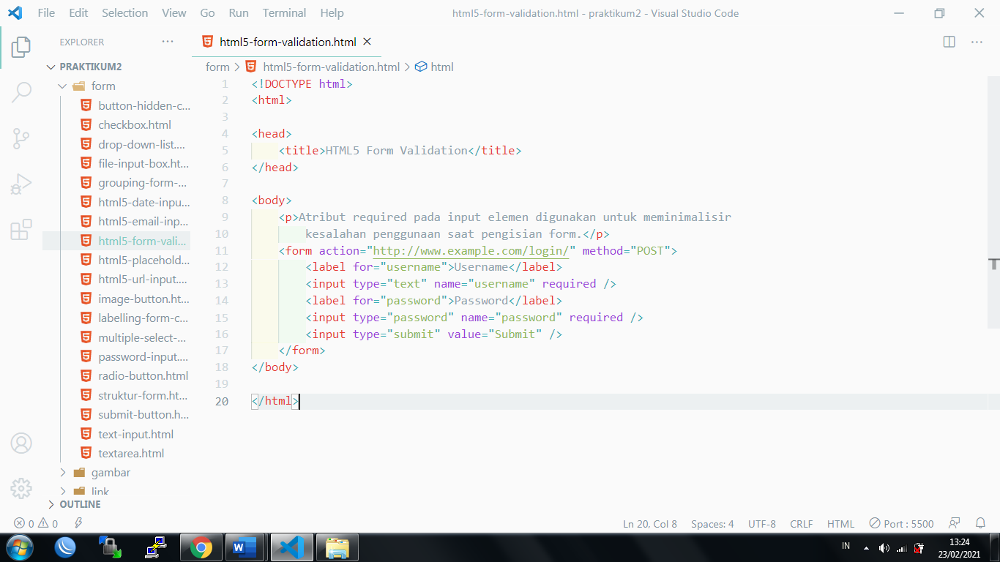 File Edit Selection View Go Run Terminal Help
html5-form-validation.html - praktikum2 - Visual Studio Code
EXPLORER
PRAKTIKUM2
form
button-hidden-c...
checkbox.html
drop-down-list....
file-input-box.ht...
grouping-form-...
html5-date-inpu...
html5-email-inp...
html5-form-vali...
html5-placehold...
html5-url-input....
image-button.ht...
labelling-form-c...
multiple-select-...
password-input....
radio-button.html
struktur-form.ht...
submit-button.h...
text-input.html
textarea.html
gambar
link
OUTLINE
html5-form-validation.html
form > html5-form-validation.html > html
1 <!DOCTYPE html>
2 <html>
3
4 <head>
5 <title>HTML5 Form Validation</title>
6 </head>
7
8 <body>
9 <p>Atribut required pada input elemen digunakan untuk meminimalisir
10 kesalahan penggunaan saat pengisian form.</p>
11 <form action="http://www.example.com/login/" method="POST">
12 <label for="username">Username</label>
13 <input type="text" name="username" required />
14 <label for="password">Password</label>
15 <input type="password" name="password" required />
16 <input type="submit" value="Submit" />
17 </form>
18 </body>
19
20 </html>
0 0
Ln 20, Col 8 Spaces: 4 UTF-8 CRLF HTML Port : 5500
IN
13:24
23/02/2021